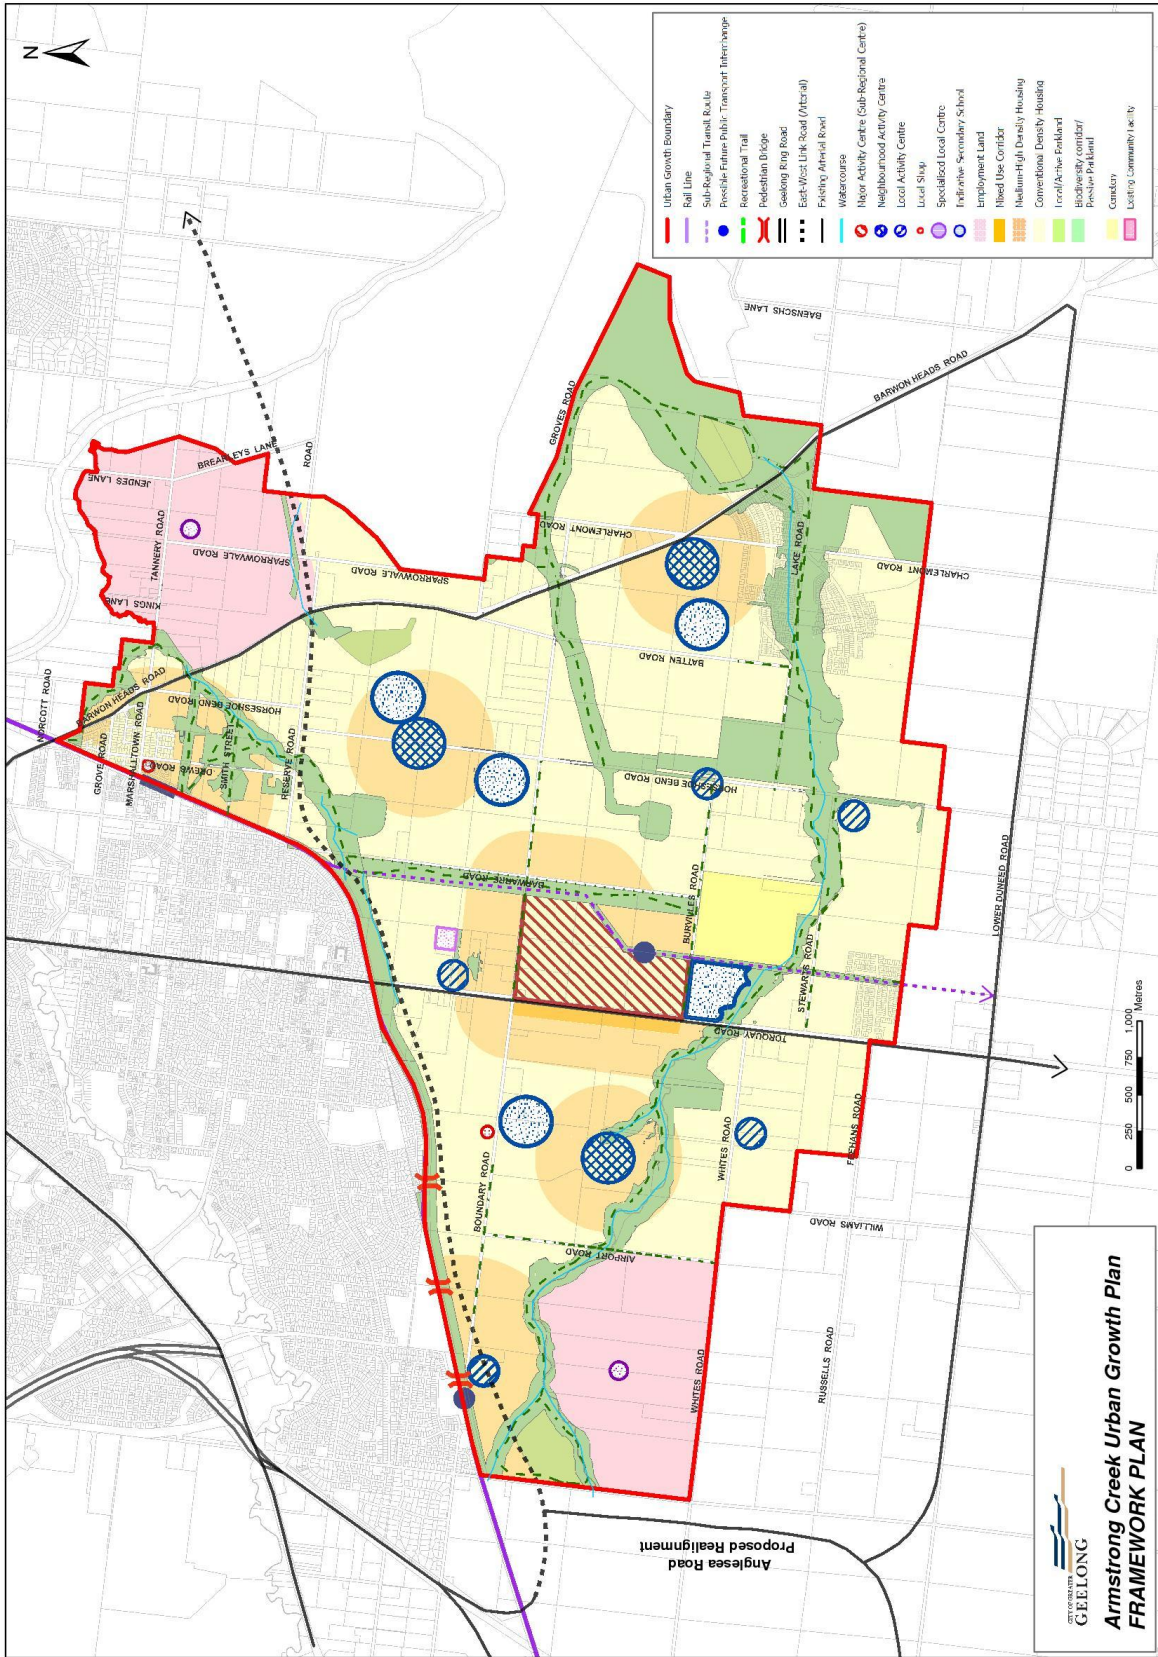 N
Urban Growth Boundary
Rail Line
Sub-Regional Transit Route
Possible Future Public Transport Interchange
Recreational Trail
Pedestrian Bridge
Geelong Ring Road
East-West Link Road (Arterial)
Existing Arterial Road
Watercourse
Major Activity Centre (Sub-Regional Centre)
Neighbourhood Activity Centre
Local Activity Centre
Local Shop
Specialised Local Centre
Indicative Secondary School
Employment Land
Mixed Use Corridor
Medium-High Density Housing
Conventional Density Housing
Local/Active Parkland
Biodiversity corridor/
Passive Parkland
Cemetery
Existing Community Facility
NORCOTT ROAD
BARWON HEADS ROAD
GROVE ROAD
MARSHALLTOWN ROAD
DREWS ROAD
SMITH STREET
HORSESHOE BEND ROAD
RESERVE ROAD
KINGS LANE
TANNERY ROAD
JENDES LANE
BREARLEYS LANE
SPARROWVALE ROAD
ROAD
SPARROWVALE ROAD
GROVES ROAD
CHARLEMONT ROAD
BARWON HEADS ROAD
BAENSCHS LANE
BATTEN ROAD
LAKE ROAD
CHARLEMONT ROAD
HORSESHOE BEND ROAD
BARWARRE ROAD
BURVILLES ROAD
STEWARTS ROAD
TORQUAY ROAD
LOWER DUNEED ROAD
BOUNDARY ROAD
AIRPORT ROAD
WHITES ROAD
FEEHANS ROAD
WILLIAMS ROAD
WHITES ROAD
RUSSELLS ROAD
Anglesea Road
Proposed Realignment
0 250 500 750 1,000
Metres
CITY OF GREATER
GEELONG
Armstrong Creek Urban Growth Plan
FRAMEWORK PLAN